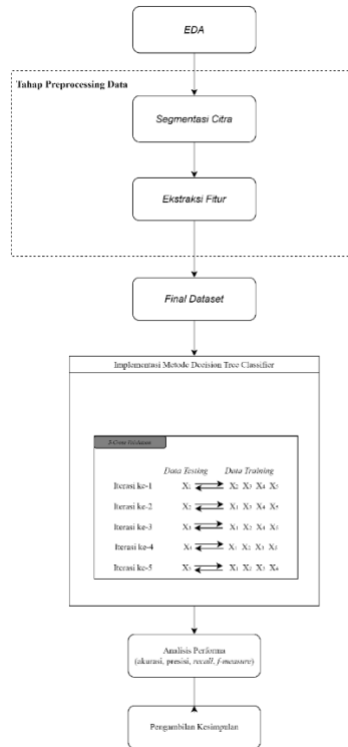 EDA
Tahap Preprocessing Data
Segmentasi Citra
Ekstraksi Fitur
Final Dataset
Implementasi Metode Decision Tree Classifier
Data Testing Data Training
Iterasi ke-1 X₁ X₂ X₃ X₄ X₅
Iterasi ke-2 X₂ X₁ X₃ X₄ X₅
Iterasi ke-3 X₃ X₁ X₂ X₄ X₅
Iterasi ke-4 X₄ X₁ X₂ X₃
Iterasi ke-5 X₅ X₁ X₂ X₃ X₄
Analisis Performa
(akurasi, presisi, recall, f-measure)
Pengambilan Kesimpulan